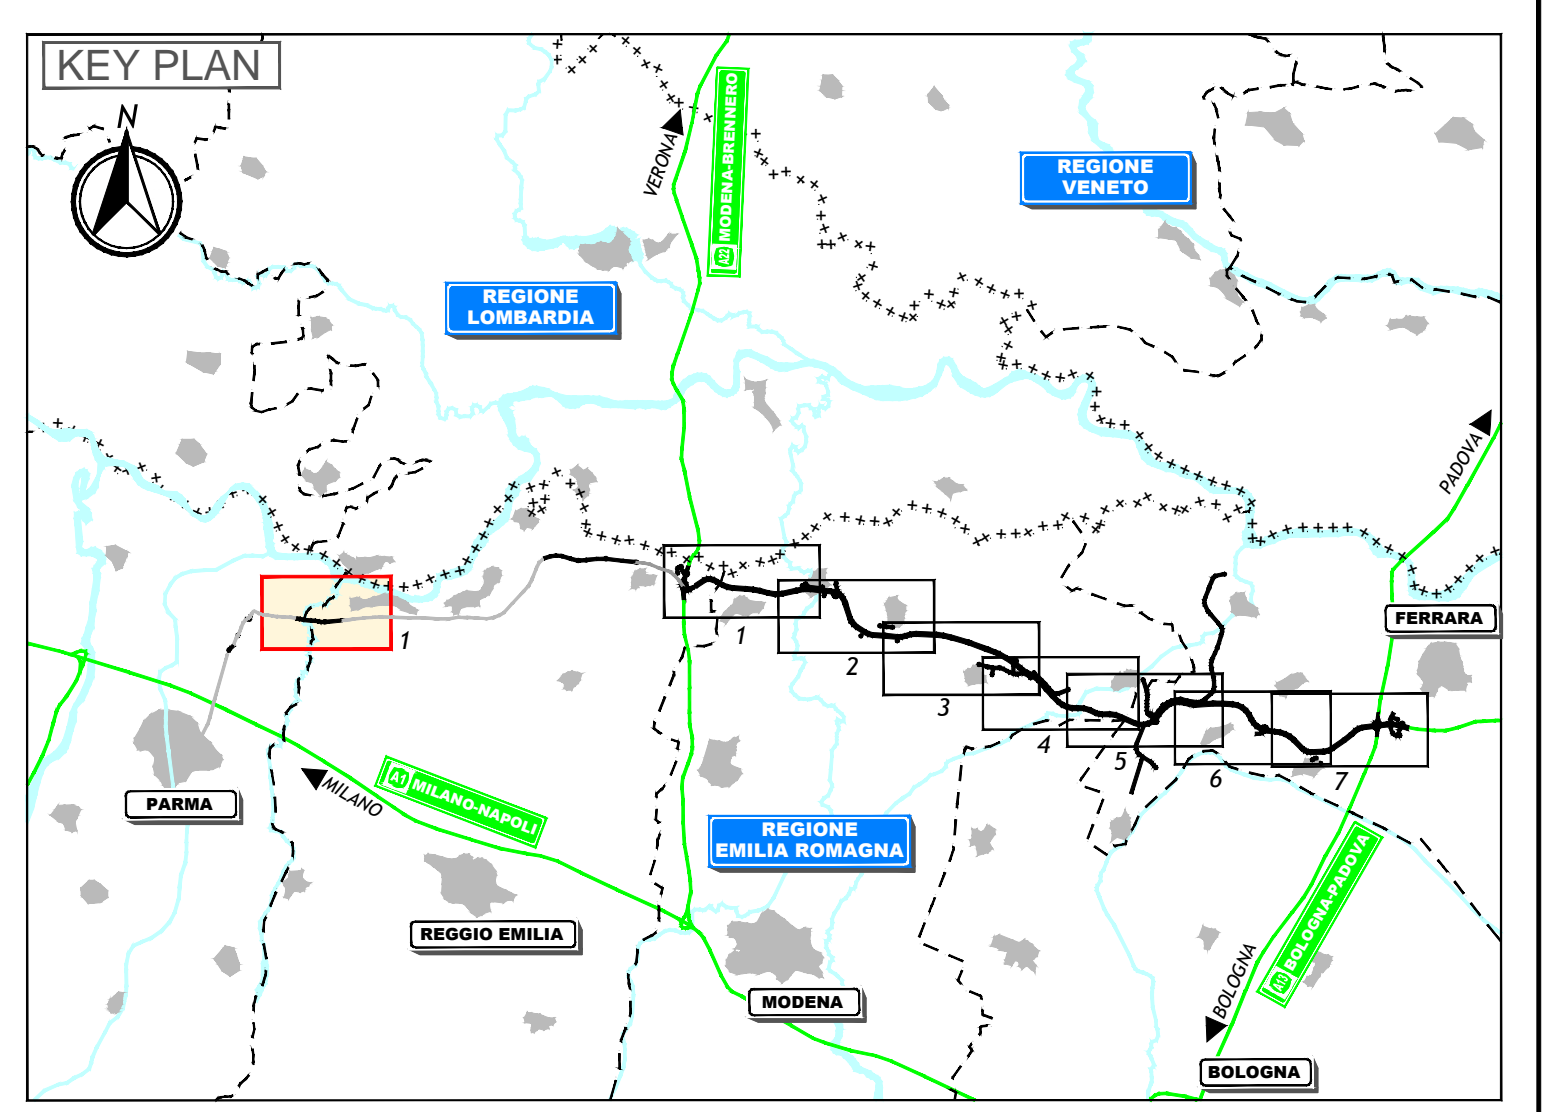 KEY PLAN
N
VERONA
A22 MODENA-BRENNERO
REGIONE
VENETO
REGIONE
LOMBARDIA
PADOVA
FERRARA
1
1
1
2
3
4
5
6
7
PARMA
MILANO
A1 MILANO-NAPOLI
REGIONE
EMILIA ROMAGNA
REGGIO EMILIA
MODENA
A13 BOLOGNA-PADOVA
BOLOGNA
BOLOGNA